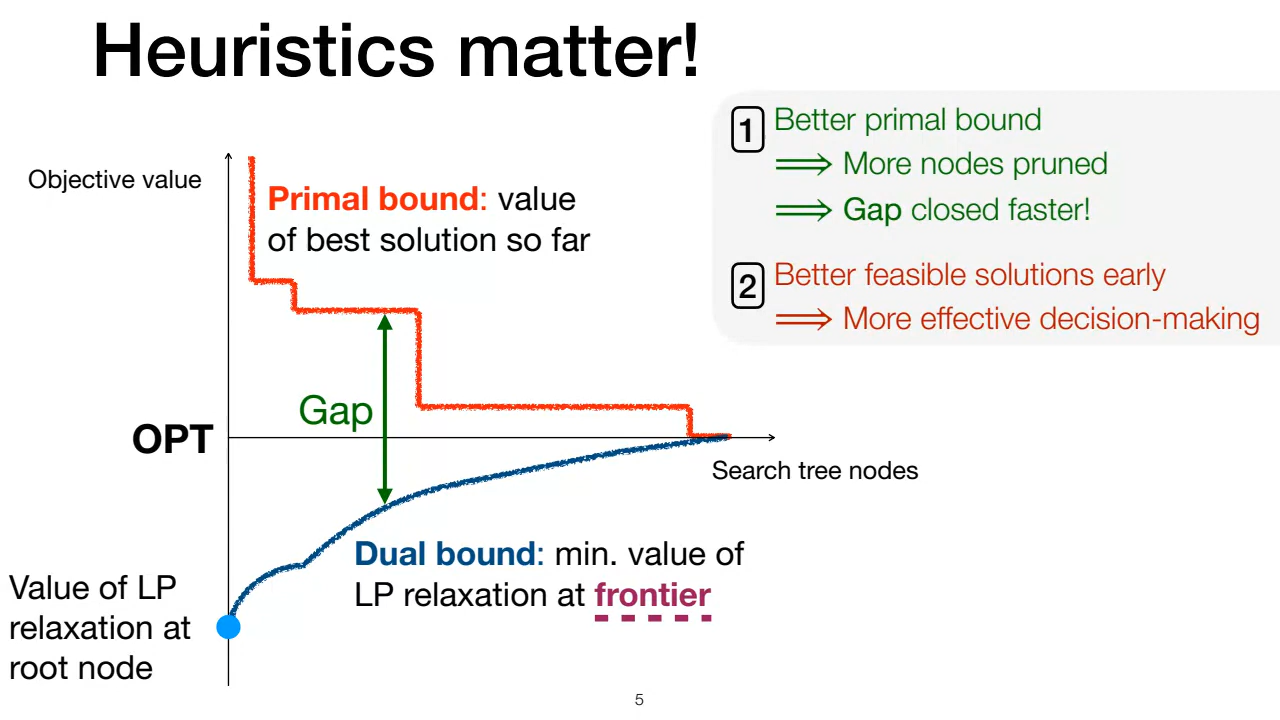 Heuristics matter!
Objective value
Primal bound: value
of best solution so far
1 Better primal bound
⟹ More nodes pruned
⟹ Gap closed faster!
2 Better feasible solutions early
⟹ More effective decision-making
Gap
OPT
Search tree nodes
Dual bound: min. value of
LP relaxation at frontier
Value of LP
relaxation at
root node
5